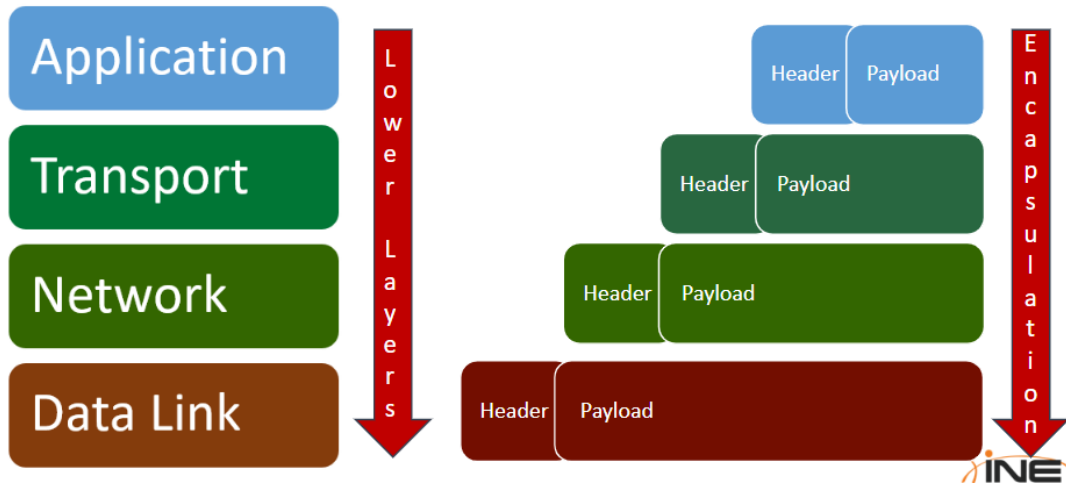 Application
Header Payload
Transport
Header Payload
Network
Header Payload
Data Link
Header Payload
Lower Layers
Encapsulation
iNE